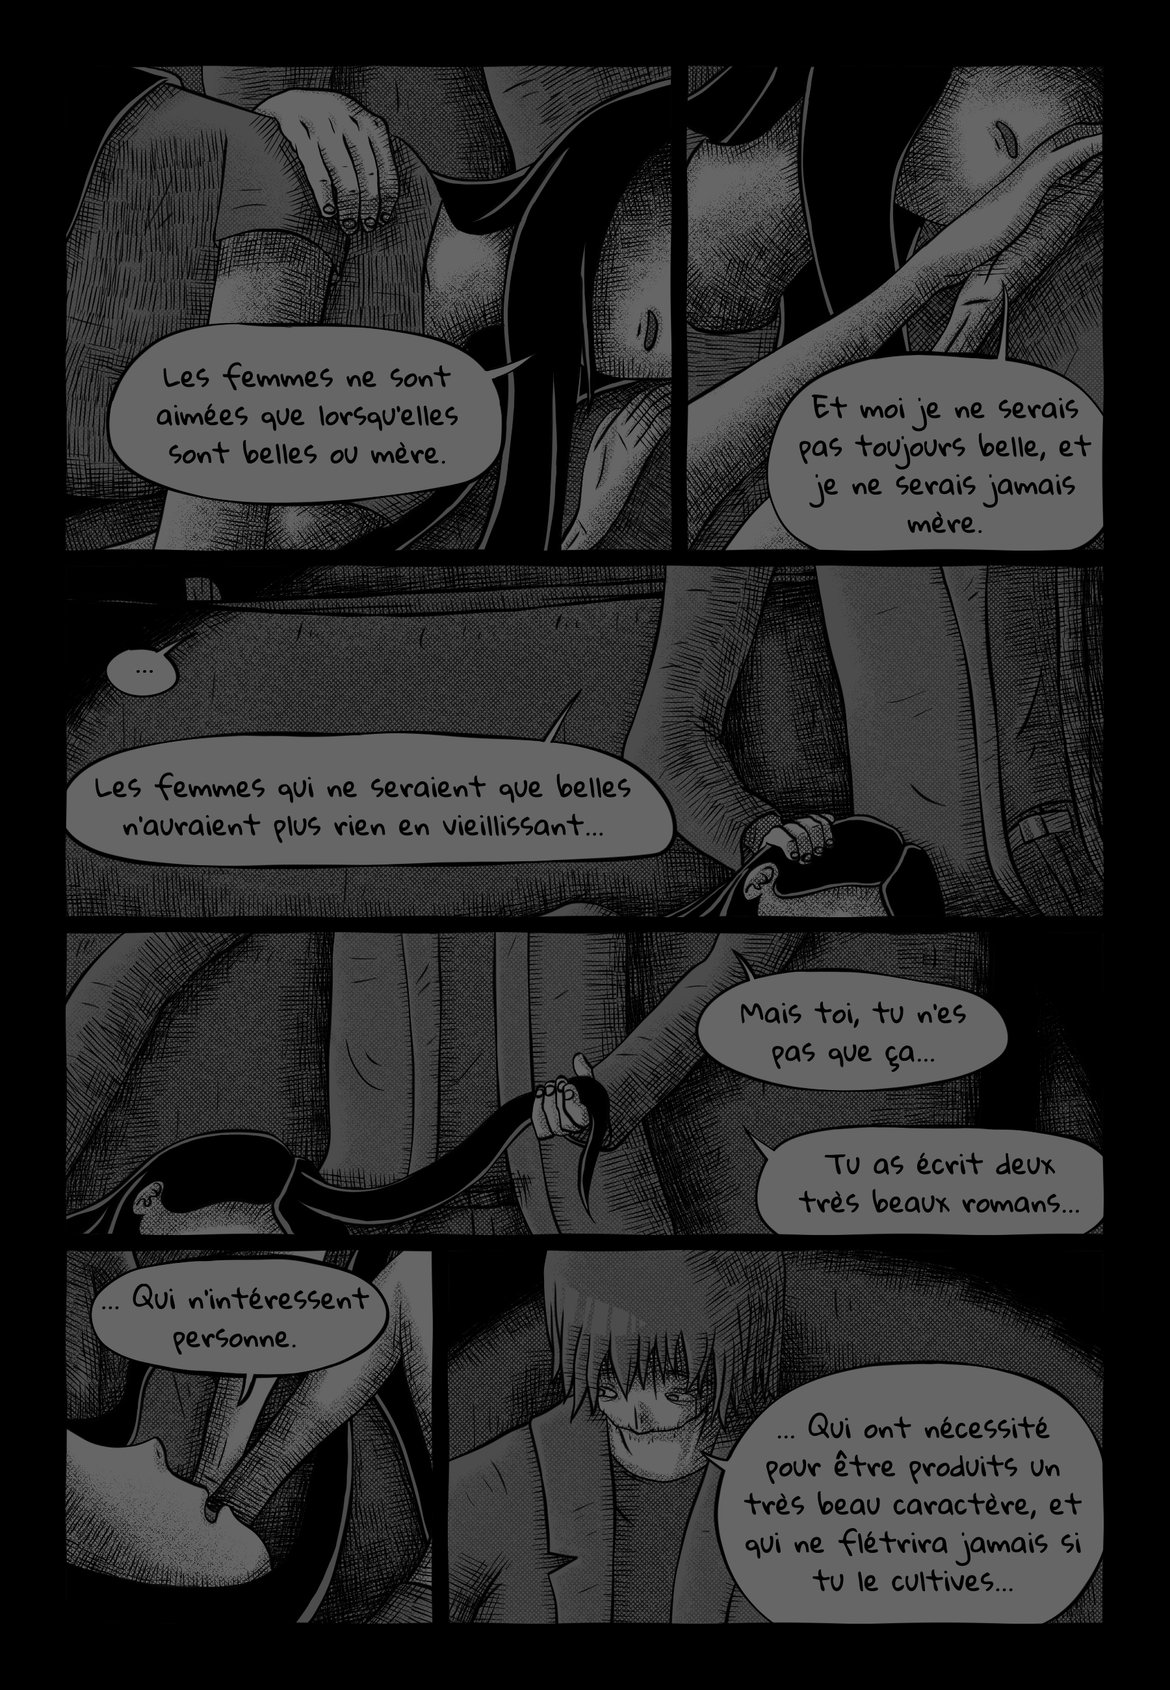 Les femmes ne sont
aimées que lorsqu'elles
sont belles ou mère.
Et moi je ne serais
pas toujours belle, et
je ne serais jamais
mère.
...
Les femmes qui ne seraient que belles
n'auraient plus rien en vieillissant...
Mais toi, tu n'es
pas que ça...
Tu as écrit deux
très beaux romans...
... Qui n'intéressent
personne.
... Qui ont nécessité
pour être produits un
très beau caractère, et
qui ne flétrira jamais si
tu le cultives...